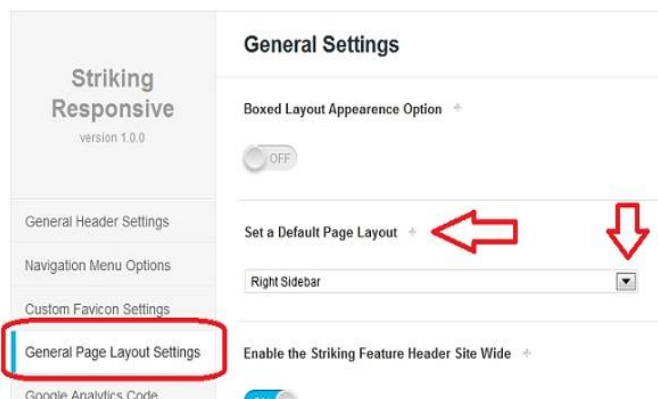 General Settings
Striking
Responsive
version 1.0.0
Boxed Layout Appearence Option +
OFF
General Header Settings
Set a Default Page Layout +
Navigation Menu Options
Right Sidebar
Custom Favicon Settings
General Page Layout Settings
Enable the Striking Feature Header Site Wide +
Google Analytics Code
ON